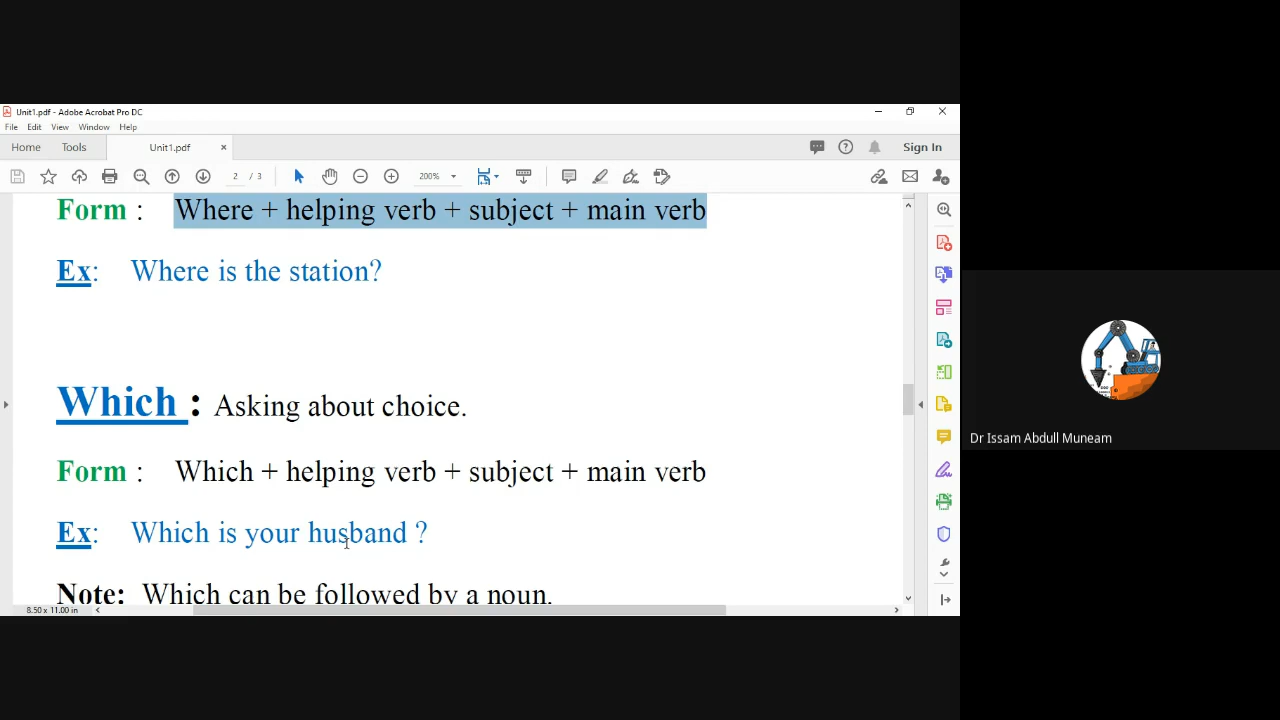 Unit1.pdf - Adobe Acrobat Pro DC
File Edit View Window Help
Home Tools Unit1.pdf × Sign In
2 / 3 200%
Form : Where + helping verb + subject + main verb
Ex: Where is the station?
Which : Asking about choice.
Form : Which + helping verb + subject + main verb
Ex: Which is your husband ?
Note: Which can be followed by a noun.
8.50 x 11.00 in
Dr Issam Abdull Muneam